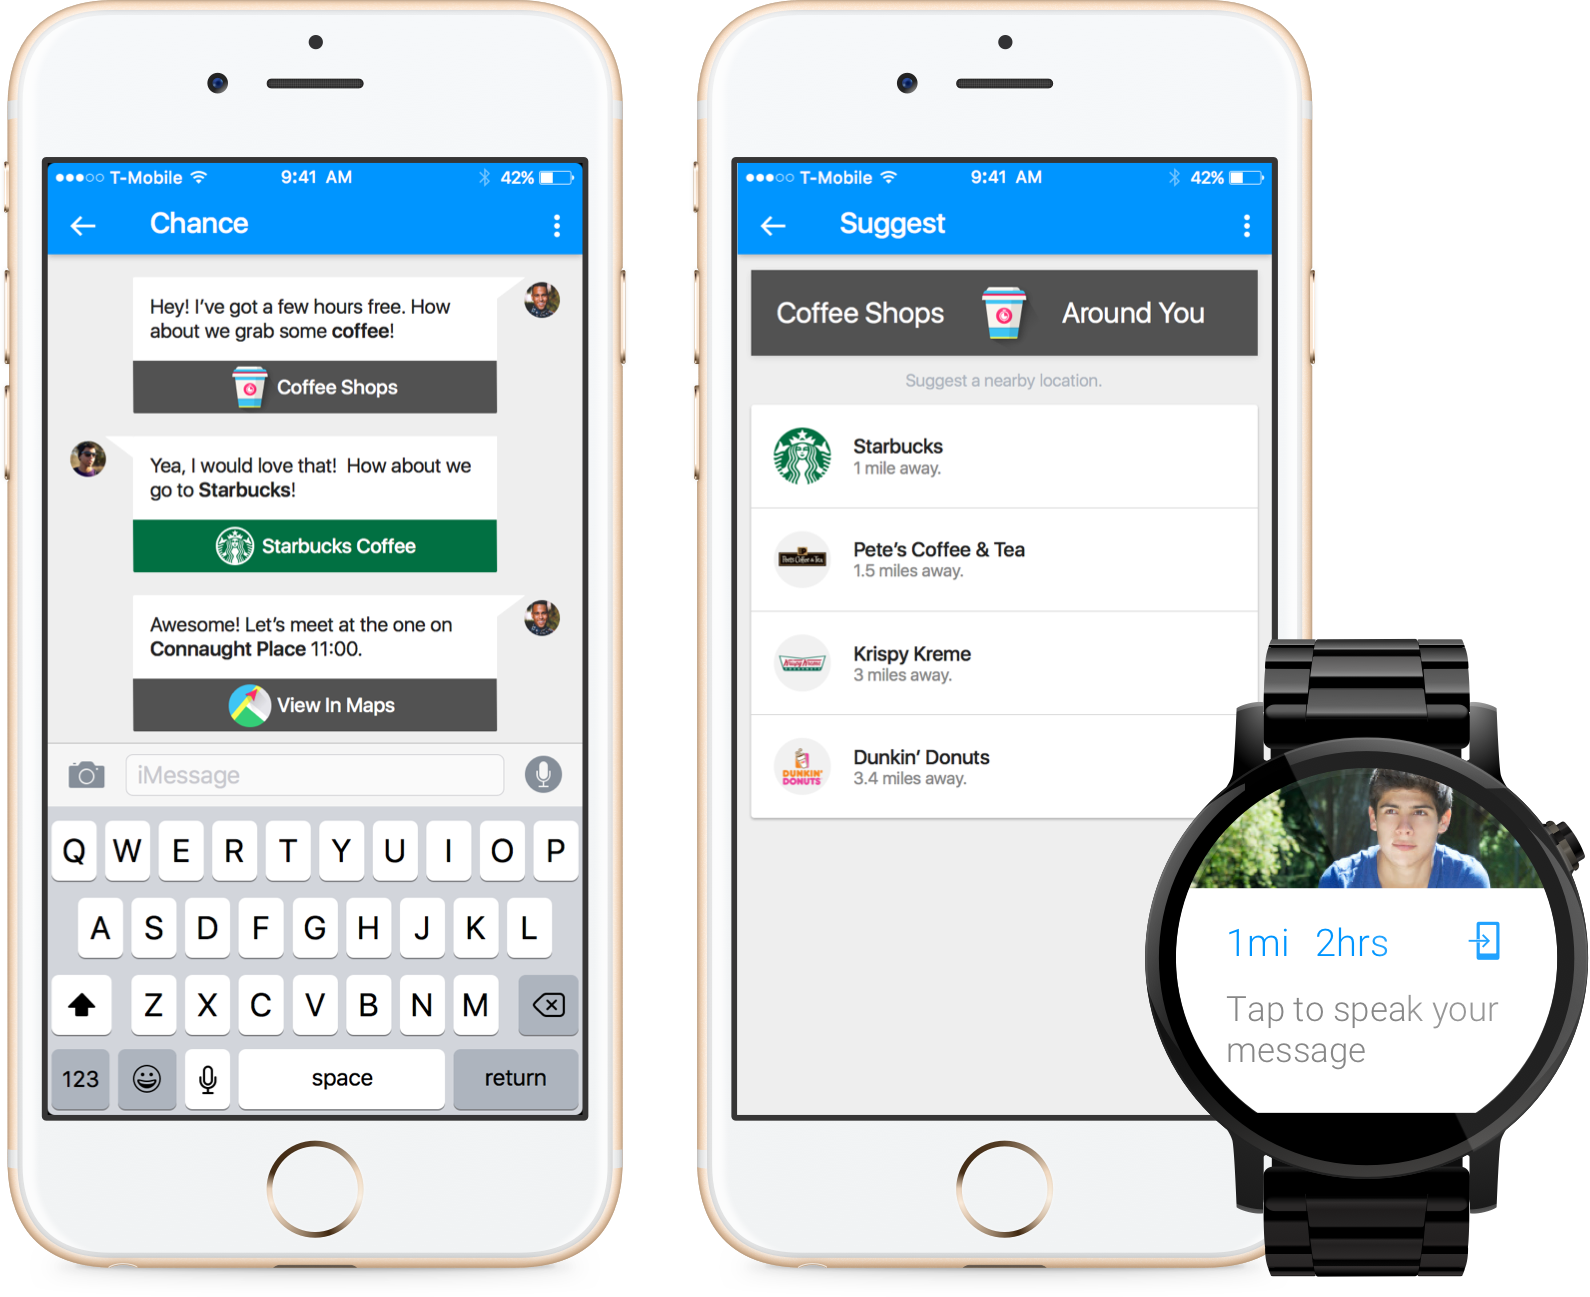 T-Mobile 9:41 AM 42%
Chance
Hey! I've got a few hours free. How
about we grab some coffee!
Coffee Shops
Yea, I would love that!  How about we
go to Starbucks!
Starbucks Coffee
Awesome! Let's meet at the one on
Connaught Place 11:00.
View In Maps
iMessage
Q W E R T Y U I O P
A S D F G H J K L
Z X C V B N M
123 space return
T-Mobile 9:41 AM 42%
Suggest
Coffee Shops Around You
Suggest a nearby location.
Starbucks
1 mile away.
Pete's Coffee & Tea
1.5 miles away.
Krispy Kreme
Krispy Kreme
3 miles away.
DUNKIN'
DONUTS
Dunkin' Donuts
3.4 miles away.
1mi 2hrs
Tap to speak your
message